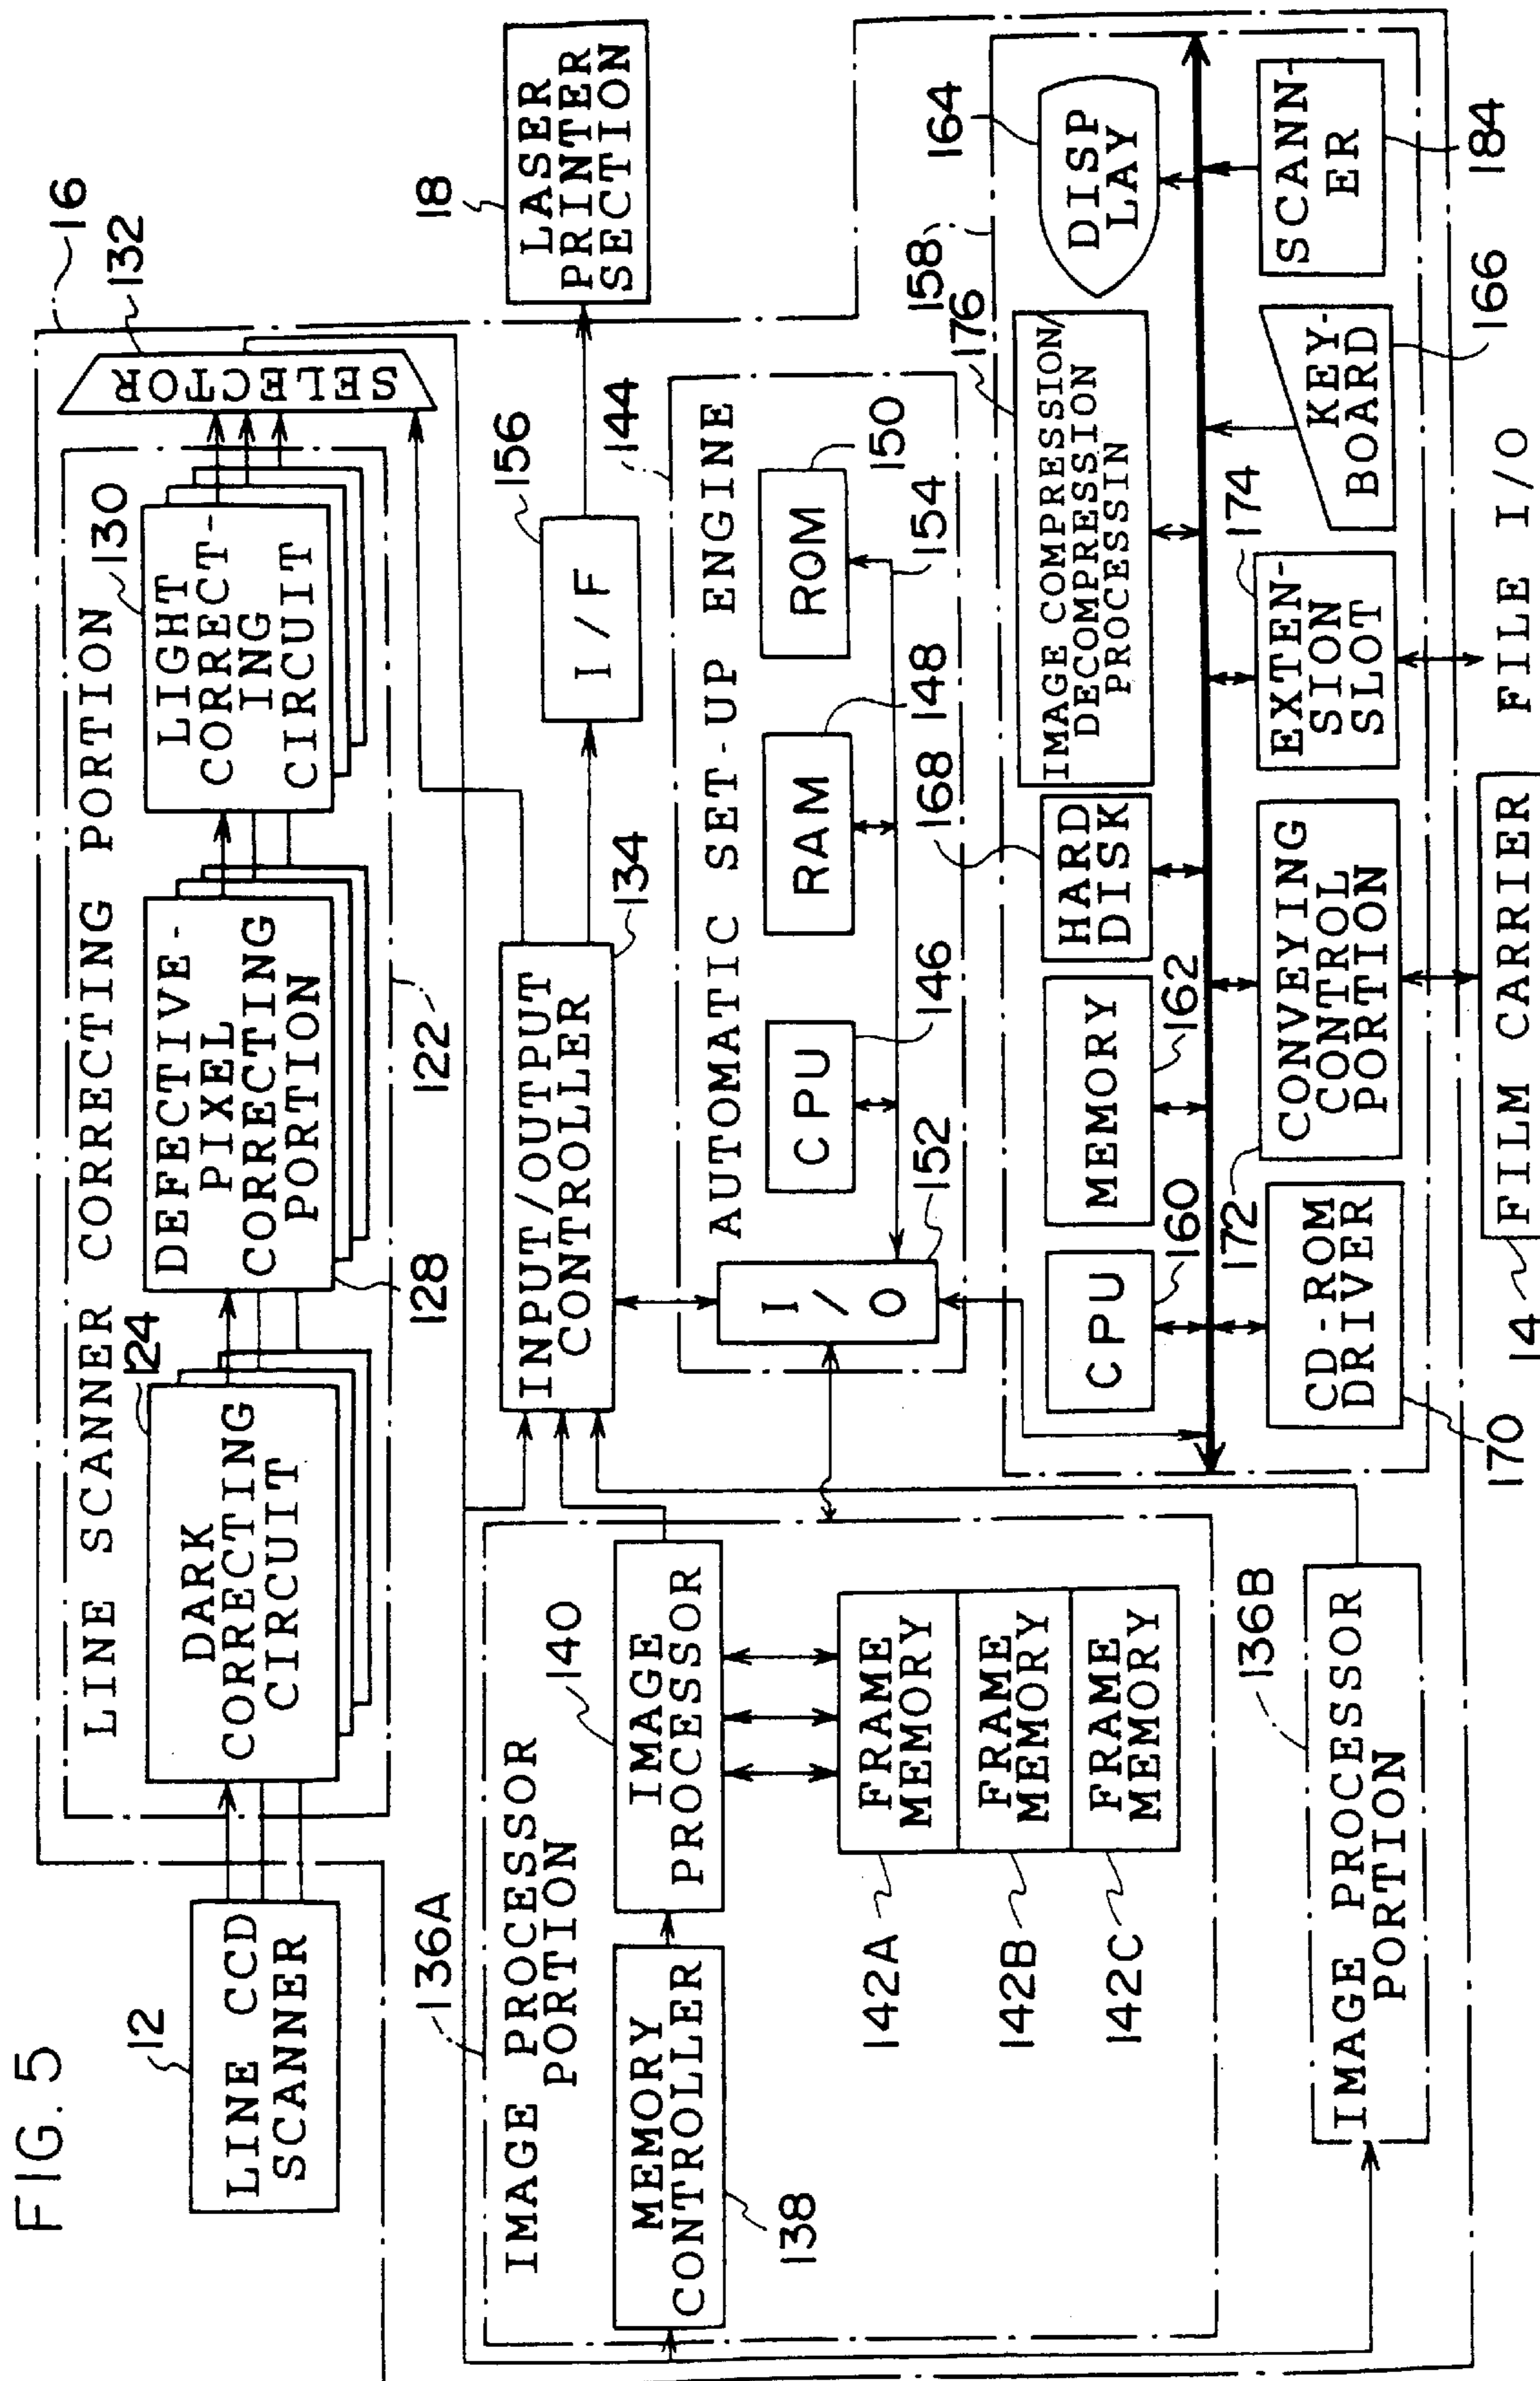 FIG. 5
12
LINE CCD
SCANNER
16
LINE SCANNER CORRECTING PORTION
124
DARK
CORRECTING
CIRCUIT
128
DEFECTIVE-
PIXEL
CORRECTING
PORTION
122
130
LIGHT
CORRECT-
ING
CIRCUIT
132
SELECTOR
18
LASER
PRINTER
SECTION
156
I/F
134
INPUT/OUTPUT
CONTROLLER
144
AUTOMATIC SET-UP ENGINE
CPU
146
RAM
148
ROM
150
154
I/O
152
136A
IMAGE PROCESSOR
PORTION
MEMORY
CONTROLLER
138
140
IMAGE
PROCESSOR
FRAME
MEMORY
FRAME
MEMORY
FRAME
MEMORY
142A
142B
142C
136B
IMAGE PROCESSOR
PORTION
158
CPU
160
MEMORY
162
168
HARD
DISK
176
IMAGE COMPRESSION/
DECOMPRESSION
PROCESSIN
164
DISP
LAY
CD-ROM
DRIVER
170
172
CONVEYING
CONTROL
PORTION
174
EXTEN-
SION
SLOT
KEY-
BOARD
166
SCANN-
ER
184
14
FILM CARRIER
FILE I/O